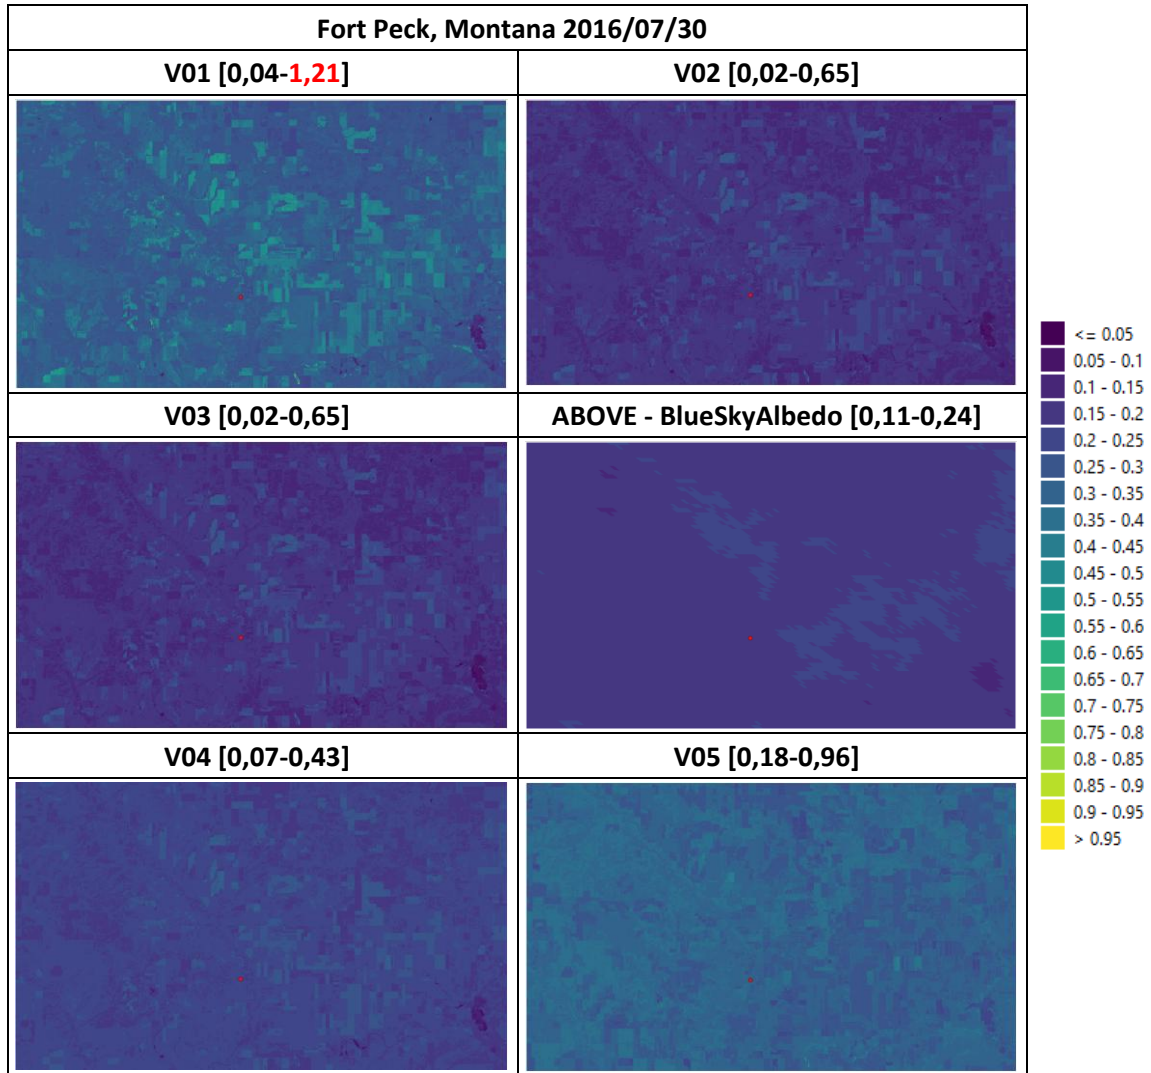 Fort Peck, Montana 2016/07/30
V01 [0,04-1,21]
V02 [0,02-0,65]
V03 [0,02-0,65]
ABOVE - BlueSkyAlbedo [0,11-0,24]
V04 [0,07-0,43]
V05 [0,18-0,96]
<= 0.05
0.05 - 0.1
0.1 - 0.15
0.15 - 0.2
0.2 - 0.25
0.25 - 0.3
0.3 - 0.35
0.35 - 0.4
0.4 - 0.45
0.45 - 0.5
0.5 - 0.55
0.55 - 0.6
0.6 - 0.65
0.65 - 0.7
0.7 - 0.75
0.75 - 0.8
0.8 - 0.85
0.85 - 0.9
0.9 - 0.95
> 0.95